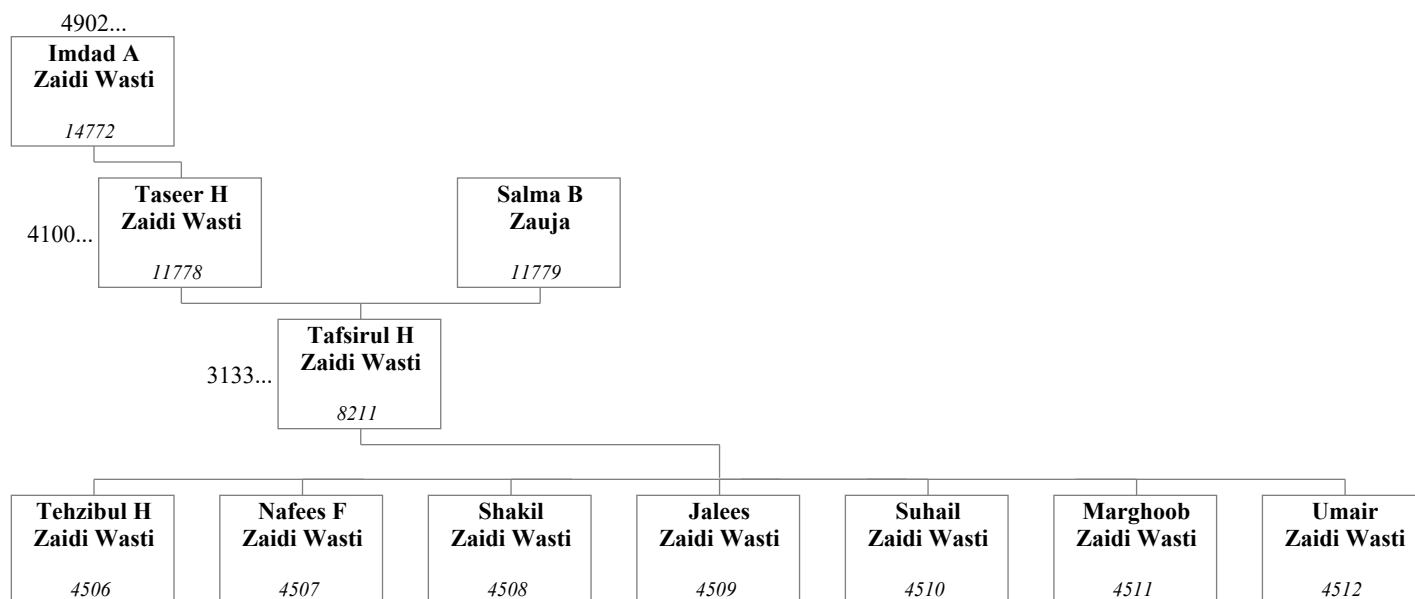 4902...
Imdad A
Zaidi Wasti
14772
Taseer H
Zaidi Wasti
11778
4100...
Salma B
Zauja
11779
Tafsirul H
Zaidi Wasti
8211
3133...
Tehzibul H
Zaidi Wasti
4506
Nafees F
Zaidi Wasti
4507
Shakil
Zaidi Wasti
4508
Jalees
Zaidi Wasti
4509
Suhail
Zaidi Wasti
4510
Marghoob
Zaidi Wasti
4511
Umair
Zaidi Wasti
4512